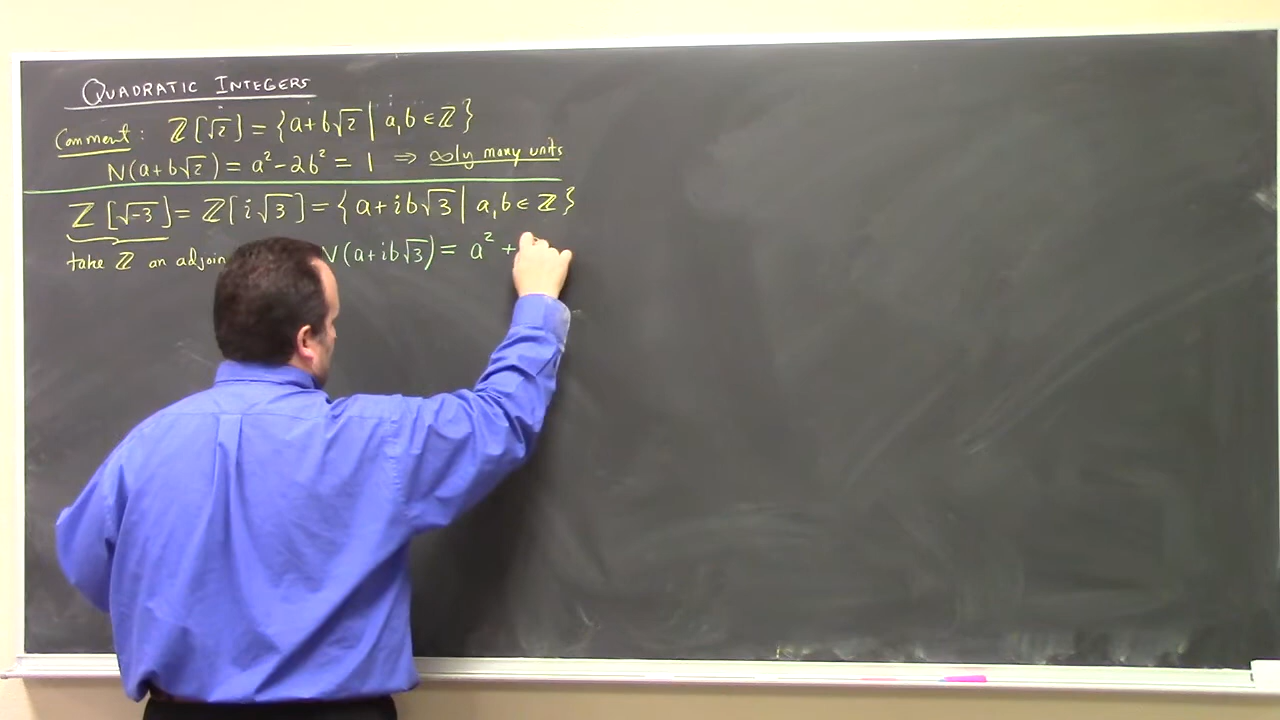 QUADRATIC INTEGERS
Comment: ℤ[√2] = {a+b√2 | a,b ∈ ℤ}
N(a+b√2) = a² - 2b² = 1 ⇒ ∞ly many units
ℤ[√-3] = ℤ[i√3] = {a+ib√3 | a,b ∈ ℤ}
take ℤ an adjoin (a+ib√3) = a² +